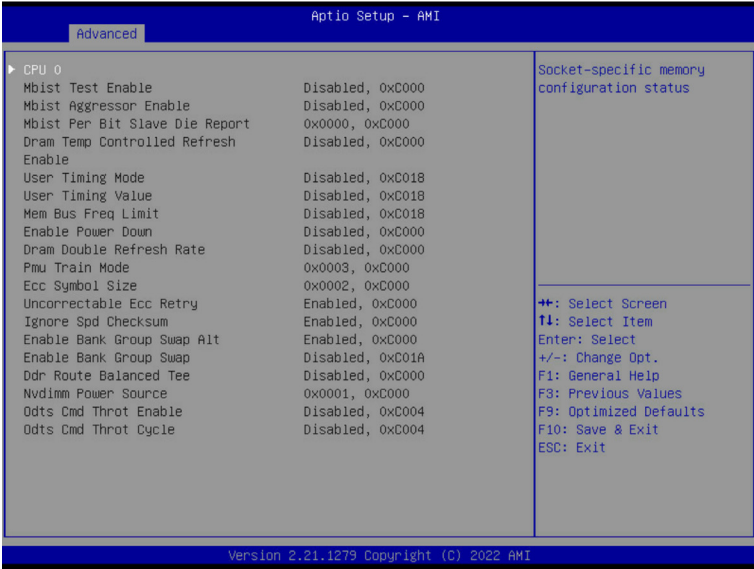 Aptio Setup – AMI
Advanced
▶ CPU 0
Mbist Test Enable Disabled, 0xC000
Mbist Aggressor Enable Disabled, 0xC000
Mbist Per Bit Slave Die Report 0x0000, 0xC000
Dram Temp Controlled Refresh Disabled, 0xC000
Enable
User Timing Mode Disabled, 0xC018
User Timing Value Disabled, 0xC018
Mem Bus Freq Limit Disabled, 0xC018
Enable Power Down Disabled, 0xC000
Dram Double Refresh Rate Disabled, 0xC000
Pmu Train Mode 0x0003, 0xC000
Ecc Symbol Size 0x0002, 0xC000
Uncorrectable Ecc Retry Enabled, 0xC000
Ignore Spd Checksum Enabled, 0xC000
Enable Bank Group Swap Alt Enabled, 0xC000
Enable Bank Group Swap Disabled, 0xC01A
Ddr Route Balanced Tee Disabled, 0xC000
Nvdimm Power Source 0x0001, 0xC000
Odts Cmd Throt Enable Disabled, 0xC004
Odts Cmd Throt Cycle Disabled, 0xC004
Socket-specific memory
configuration status
→←: Select Screen
↑↓: Select Item
Enter: Select
+/-: Change Opt.
F1: General Help
F3: Previous Values
F9: Optimized Defaults
F10: Save & Exit
ESC: Exit
Version 2.21.1279 Copyright (C) 2022 AMI